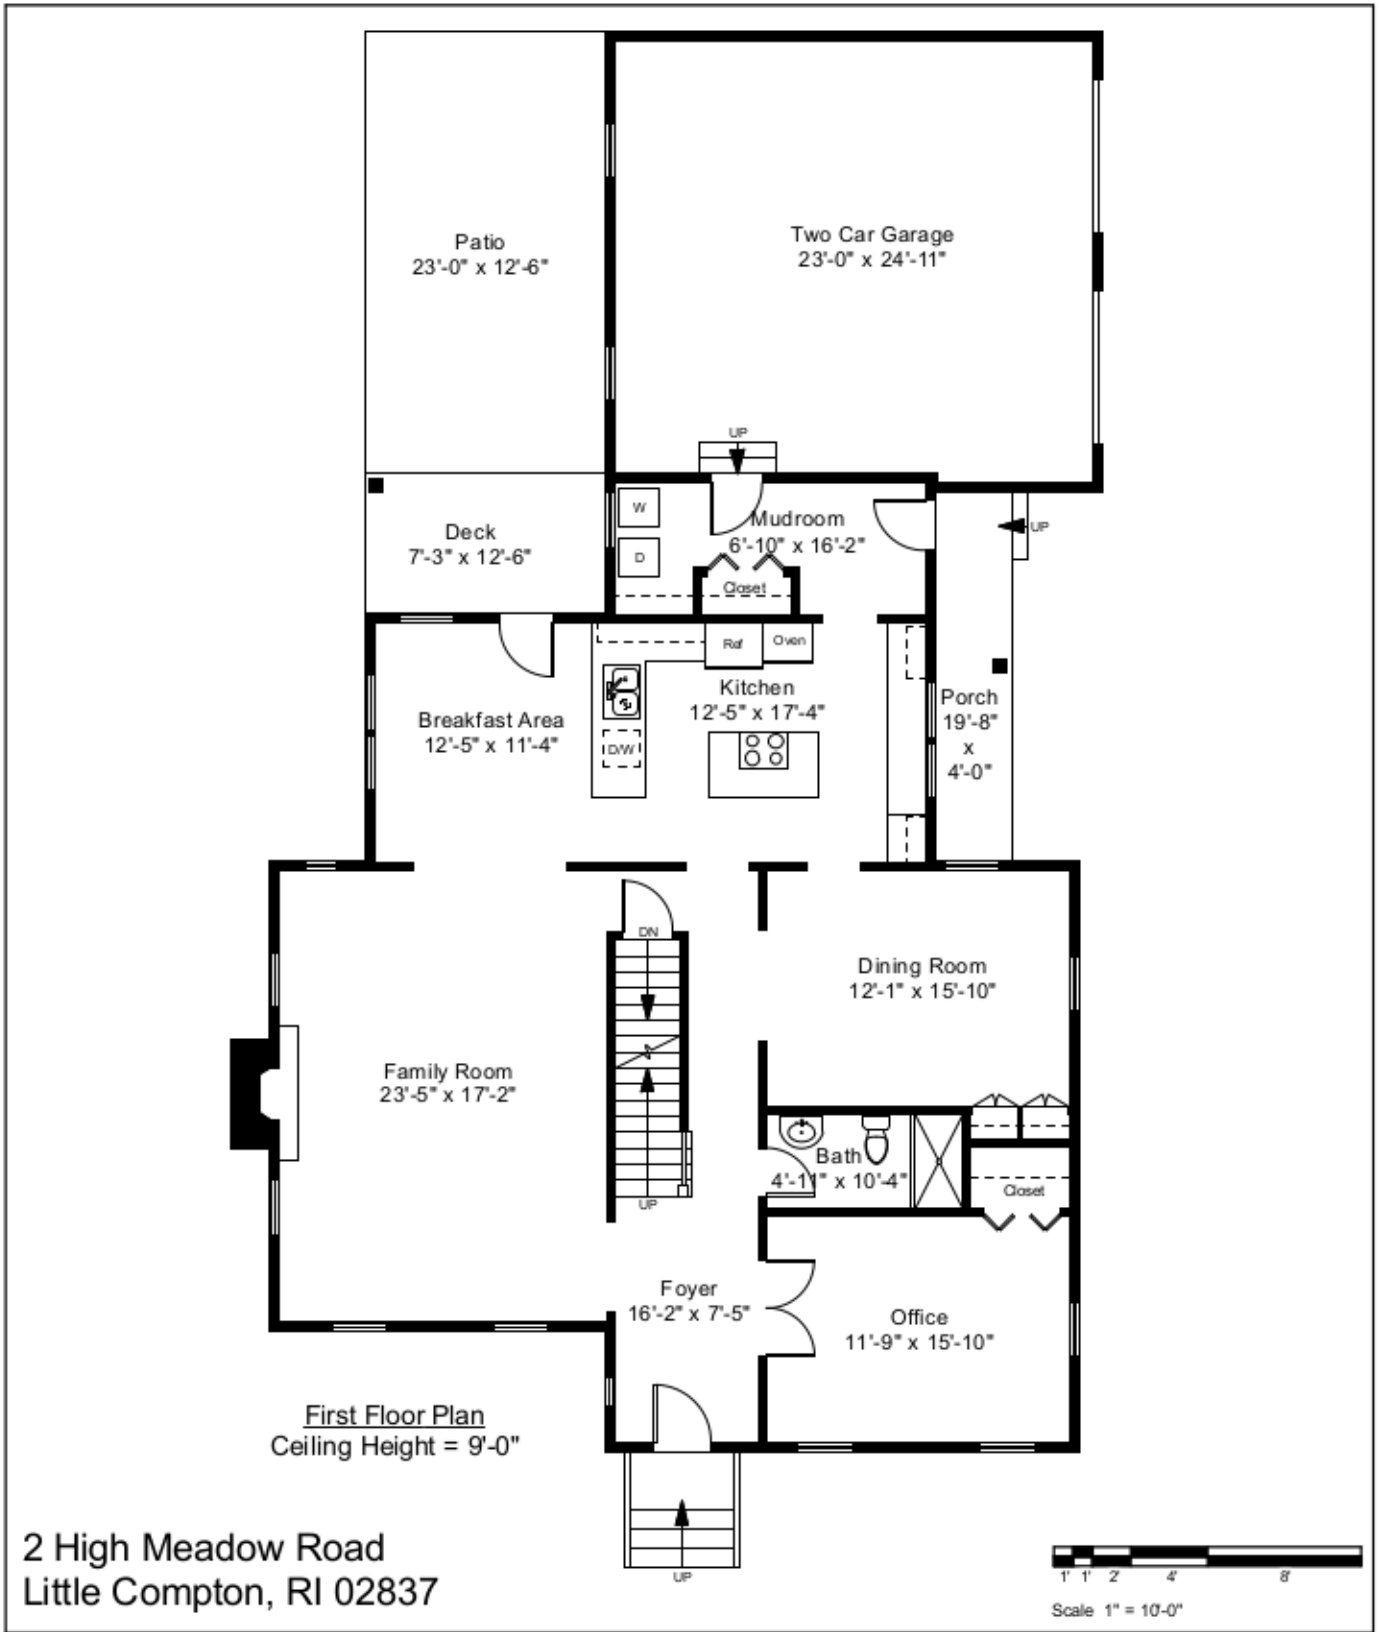 Patio
23'-0" x 12'-6"
Two Car Garage
23'-0" x 24'-11"
UP
W
D
Mudroom
6'-10" x 16'-2"
Closet
UP
Deck
7'-3" x 12'-6"
Ref
Oven
Kitchen
12'-5" x 17'-4"
D/W
Breakfast Area
12'-5" x 11'-4"
Porch
19'-8"
x
4'-0"
DN
Dining Room
12'-1" x 15'-10"
Family Room
23'-5" x 17'-2"
Bath
4'-11" x 10'-4"
Closet
UP
Foyer
16'-2" x 7'-5"
Office
11'-9" x 15'-10"
First Floor Plan
Ceiling Height = 9'-0"
UP
2 High Meadow Road
Little Compton, RI 02837
1' 1' 2' 4' 8'
Scale 1" = 10'-0"